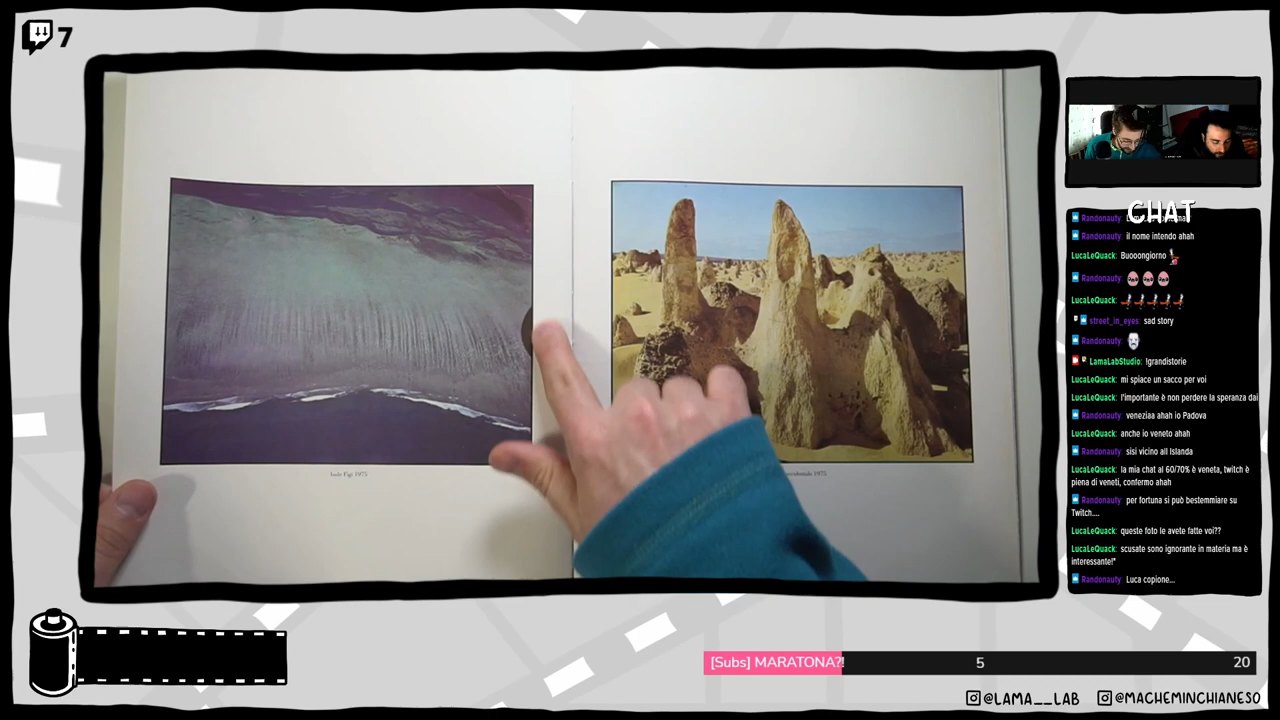 7
CHAT
Randonauty:
Randonauty: il nome intendo ahah
LucaLeQuack: Buooongiorno
Randonauty:
LucaLeQuack:
street_in_eyes: sad story
Randonauty:
LamaLabStudio: !grandistorie
LucaLeQuack: mi spiace un sacco per voi
LucaLeQuack: l'importante è non perdere la speranza dai
Randonauty: veneziaa ahah io Padova
LucaLeQuack: anche io veneto ahah
Randonauty: sisi vicino all Islanda
LucaLeQuack: la mia chat al 60/70% è veneta, twitch è
piena di veneti, confermo ahah
Randonauty: per fortuna si può bestemmiare su
Twitch....
LucaLeQuack: queste foto le avete fatte voi??
LucaLeQuack: scusate sono ignorante in materia ma è
interessante!*
Randonauty: Luca copione...
Isole Figi 1975
occidentale 1975
[Subs] MARATONA?! 5 20
@LAMA__LAB @MACHEMINCHIANESO